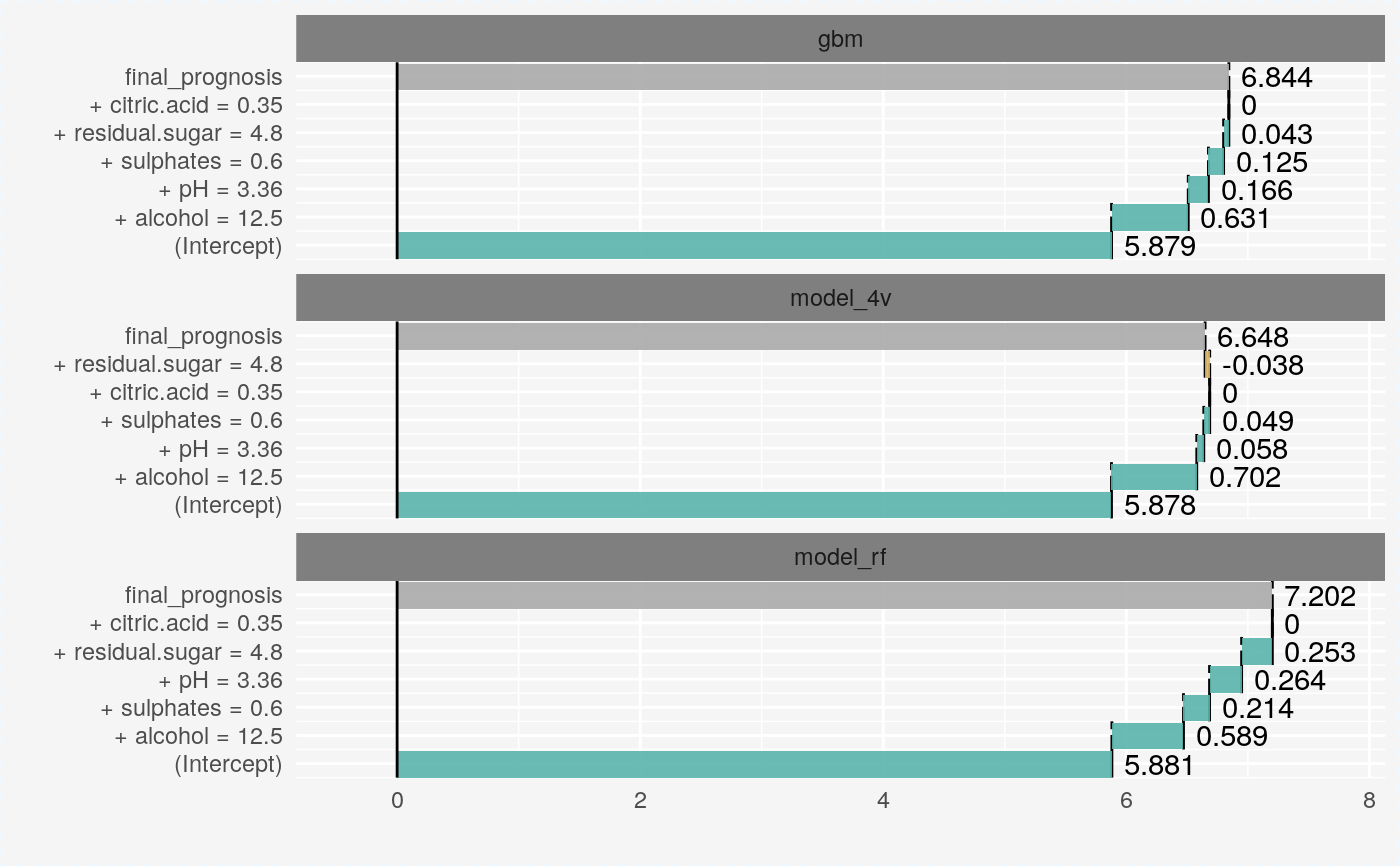 gbm
final_prognosis 6.844
+ citric.acid = 0.35 0
+ residual.sugar = 4.8 0.043
+ sulphates = 0.6 0.125
+ pH = 3.36 0.166
+ alcohol = 12.5 0.631
(Intercept) 5.879
model_4v
final_prognosis 6.648
+ residual.sugar = 4.8 -0.038
+ citric.acid = 0.35 0
+ sulphates = 0.6 0.049
+ pH = 3.36 0.058
+ alcohol = 12.5 0.702
(Intercept) 5.878
model_rf
final_prognosis 7.202
+ citric.acid = 0.35 0
+ residual.sugar = 4.8 0.253
+ pH = 3.36 0.264
+ sulphates = 0.6 0.214
+ alcohol = 12.5 0.589
(Intercept) 5.881
0 2 4 6 8